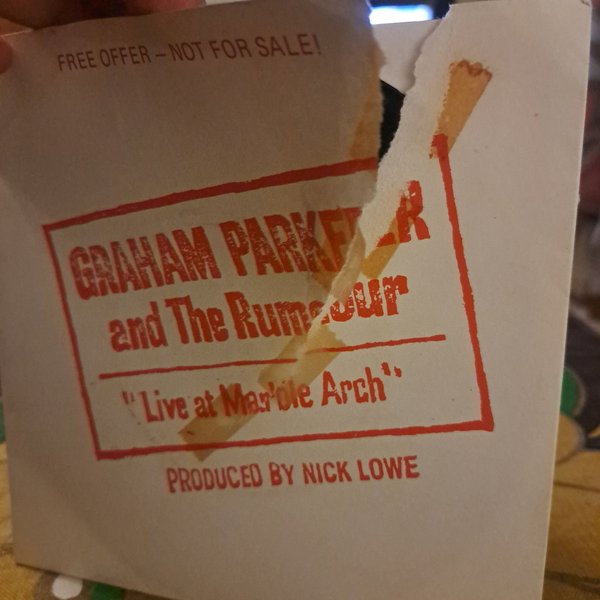 FREE OFFER – NOT FOR SALE!
GRAHAM PARKER
and The Rumour
"Live at Marble Arch"
PRODUCED BY NICK LOWE